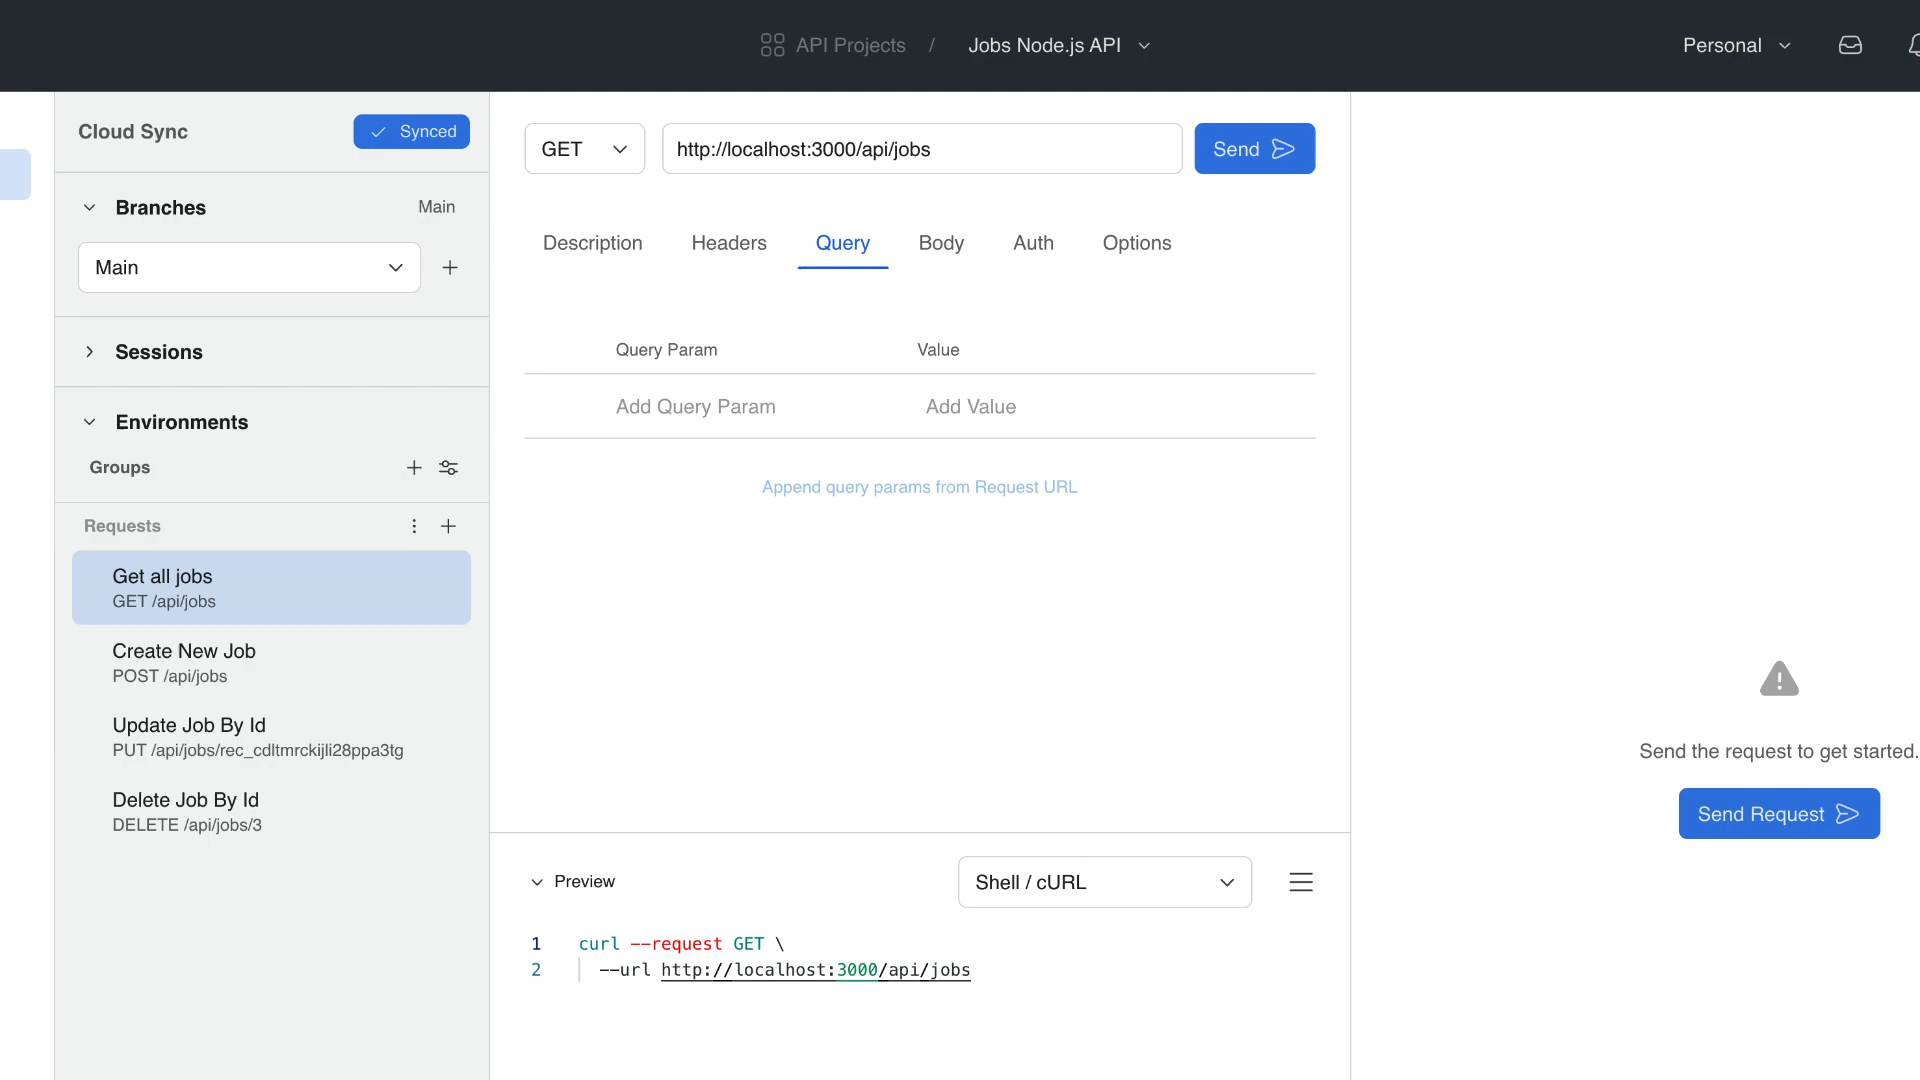 API Projects / Jobs Node.js API
Personal
Cloud Sync
Synced
Branches
Main
Main
Sessions
Environments
Groups
Requests
Get all jobs
GET /api/jobs
Create New Job
POST /api/jobs
Update Job By Id
PUT /api/jobs/rec_cdltmrckijli28ppa3tg
Delete Job By Id
DELETE /api/jobs/3
GET
http://localhost:3000/api/jobs
Send
Description Headers Query Body Auth Options
Query Param Value
Add Query Param Add Value
Append query params from Request URL
Preview
Shell / cURL
1 curl --request GET \
2 --url http://localhost:3000/api/jobs
Send the request to get started.
Send Request